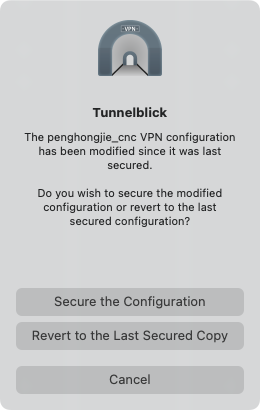 VPN
Tunnelblick
The penghongjie_cnc VPN configuration
has been modified since it was last
secured.
Do you wish to secure the modified
configuration or revert to the last
secured configuration?
Secure the Configuration
Revert to the Last Secured Copy
Cancel